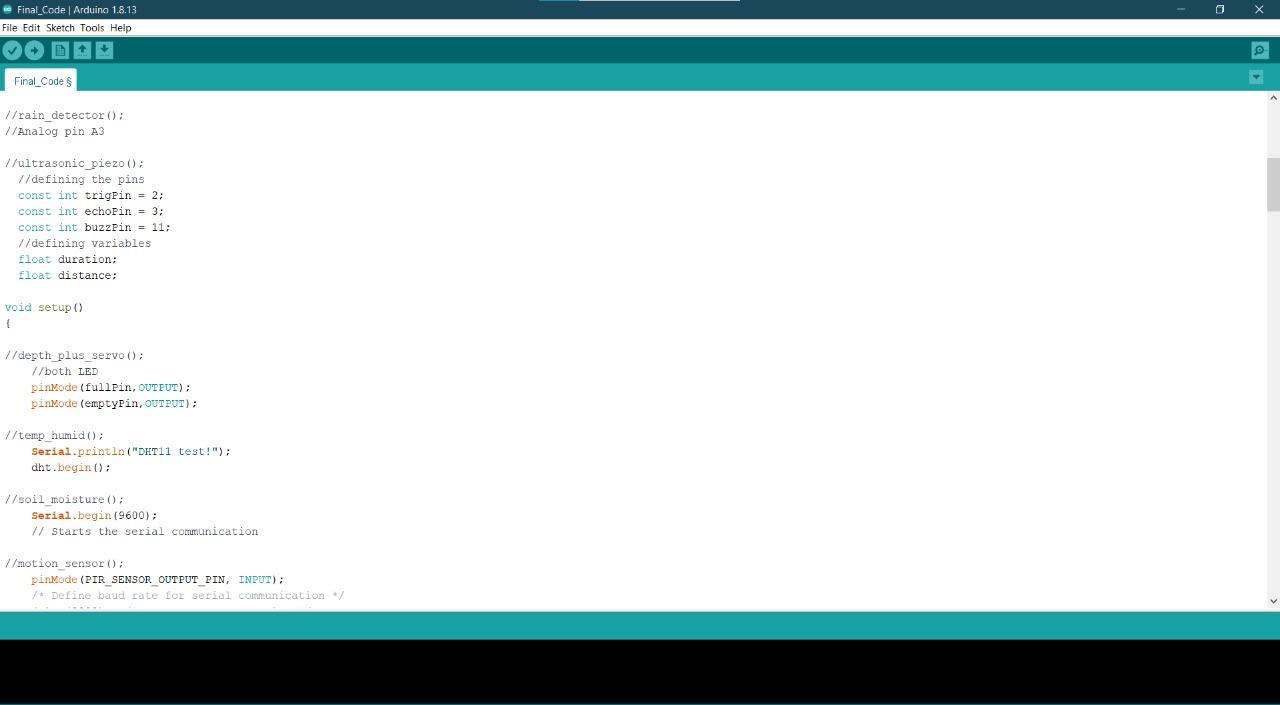 Final_Code | Arduino 1.8.13
File Edit Sketch Tools Help
Final_Code §
//rain_detector();
//Analog pin A3
//ultrasonic_piezo();
//defining the pins
const int trigPin = 2;
const int echoPin = 3;
const int buzzPin = 11;
//defining variables
float duration;
float distance;
void setup()
{
//depth_plus_servo();
//both LED
pinMode(fullPin,OUTPUT);
pinMode(emptyPin,OUTPUT);
//temp_humid();
Serial.println("DHT11 test!");
dht.begin();
//soil_moisture();
Serial.begin(9600);
// Starts the serial communication
//motion_sensor();
pinMode(PIR_SENSOR_OUTPUT_PIN, INPUT);
/* Define baud rate for serial communication */